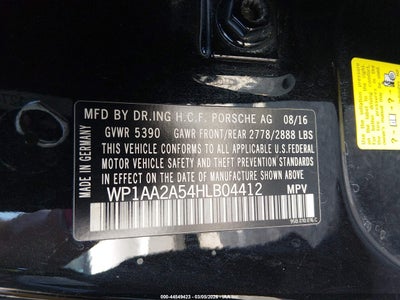 MFD BY DR.ING H.C.F. PORSCHE AG 08/16
GVWR 5390 GAWR FRONT/REAR 2778/2888 LBS
THIS VEHICLE CONFORMS TO ALL APPLICABLE U.S.FEDERAL
MOTOR VEHICLE SAFETY, BUMPER, AND THEFT PREVENTION
STANDARDS IN EFFECT ON THE DATE OF MANUFACTURE SHOWN ABOVE
WP1AA2A54HLB04412 MPV
MADE IN GERMANY